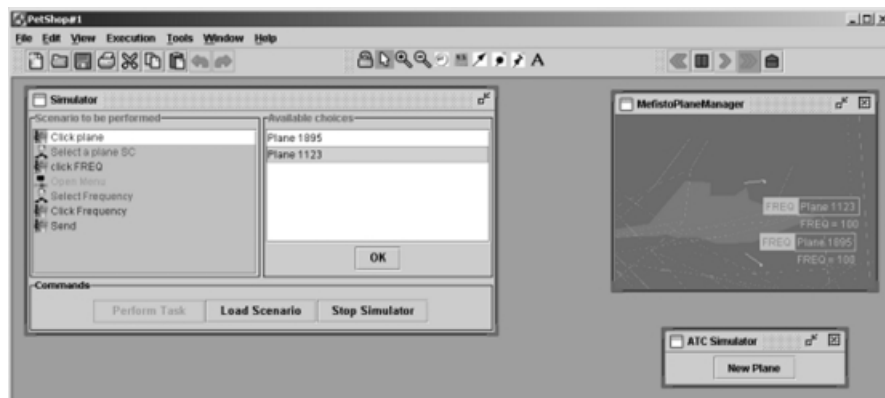 PetShop#1
File Edit View Execution Tools Window Help
A
Simulator
Scenario to be performed
Click plane
Select a plane SC
click FREQ
Open Menu
Select Frequency
Click Frequency
Send
Available choices
Plane 1895
Plane 1123
OK
Commands
Perform Task Load Scenario Stop Simulator
MefistoPlaneManager
FREQ Plane 1123
FREQ = 100
FREQ Plane 1895
FREQ = 100
ATC Simulator
New Plane